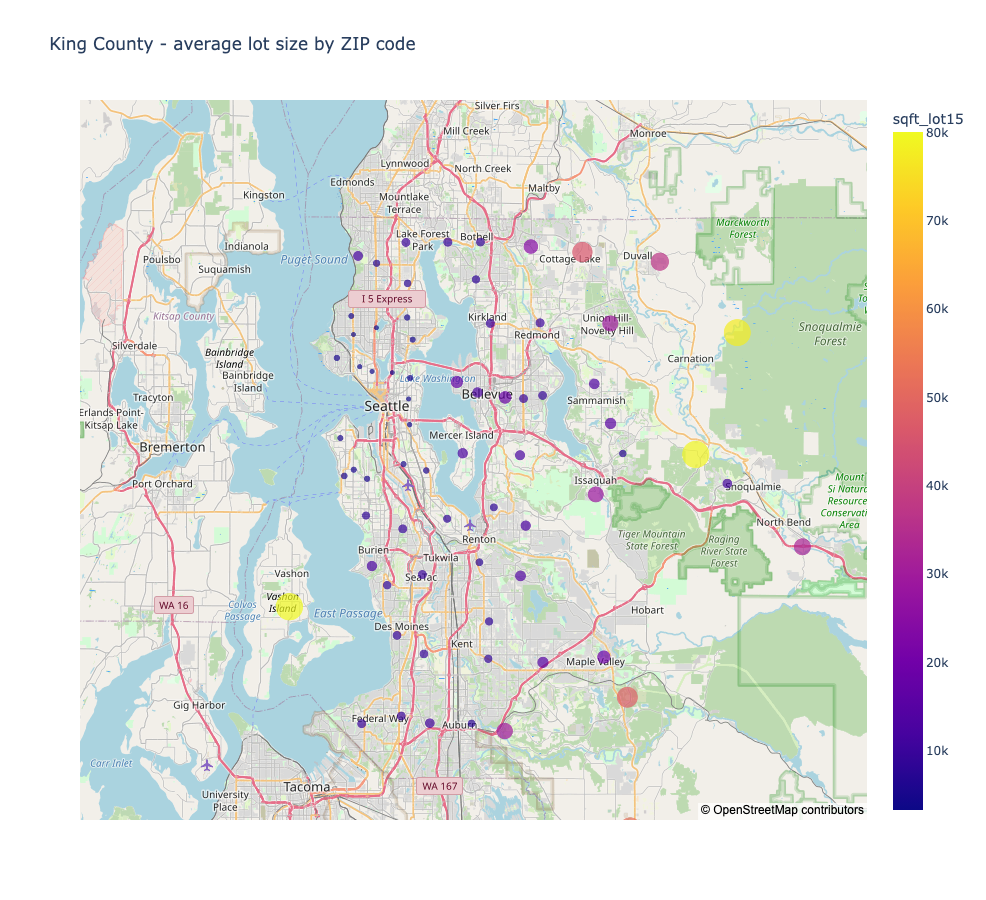 King County - average lot size by ZIP code
sqft_lot15
80k
70k
60k
50k
40k
30k
20k
10k
Silver Firs
Mill Creek
Monroe
Lynnwood
North Creek
Edmonds
Maltby
Kingston
Mountlake
Terrace
Marckworth
Forest
Lake Forest
Park
Bothell
Indianola
Poulsbo
Puget Sound
Cottage Lake
Duvall
Suquamish
I 5 Express
Kitsap County
Kirkland
Union Hill-
Novelty Hill
Redmond
Snoqualmie
Forest
Silverdale
Bainbridge
Island
Carnation
Bainbridge
Island
Lake Washington
Tracyton
Bellevue
Sammamish
Seattle
Erlands Point-
Kitsap Lake
Mercer Island
Bremerton
Port Orchard
Issaquah
Snoqualmie
Mount
Si Natura
Resource
Conservati
Area
North Bend
Tiger Mountain
State Forest
Raging
River State
Forest
Renton
Burien
Tukwila
Vashon
SeaTac
Vashon
Island
WA 16
Colvos
Passage
East Passage
Hobart
Des Moines
Kent
Maple Valley
Gig Harbor
Federal Way
Auburn
Carr Inlet
Tacoma
WA 167
University
Place
© OpenStreetMap contributors